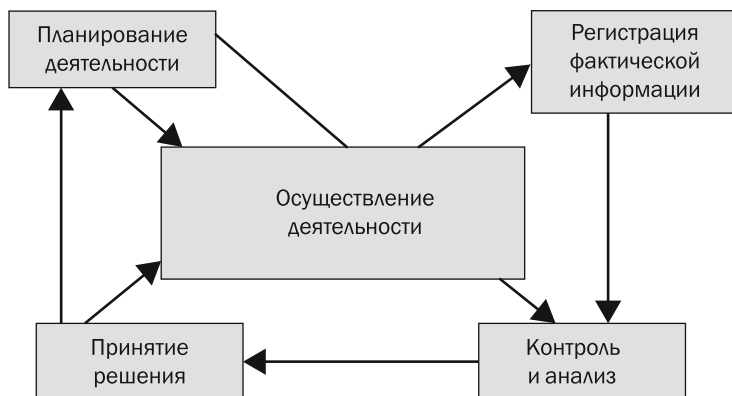 Планирование
деятельности
Регистрация
фактической
информации
Осуществление
деятельности
Принятие
решения
Контроль
и анализ